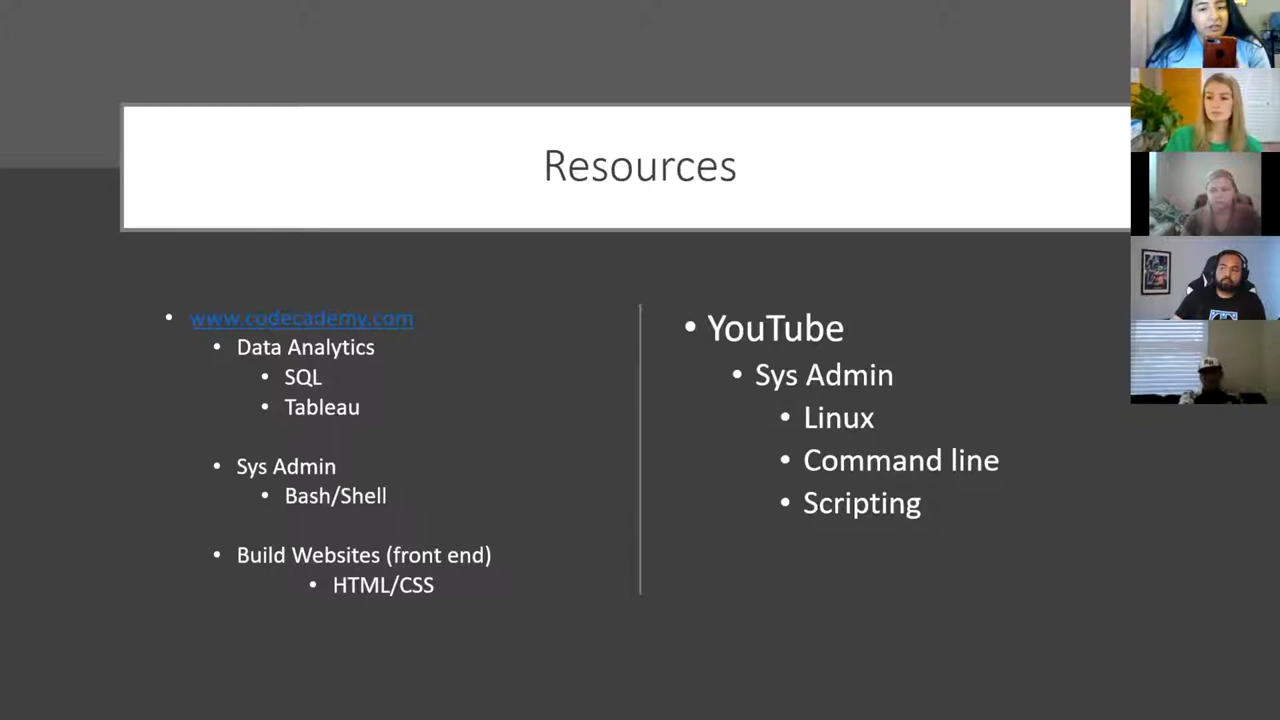 Resources
www.codecademy.com
Data Analytics
SQL
Tableau
Sys Admin
Bash/Shell
Build Websites (front end)
HTML/CSS
YouTube
Sys Admin
Linux
Command line
Scripting